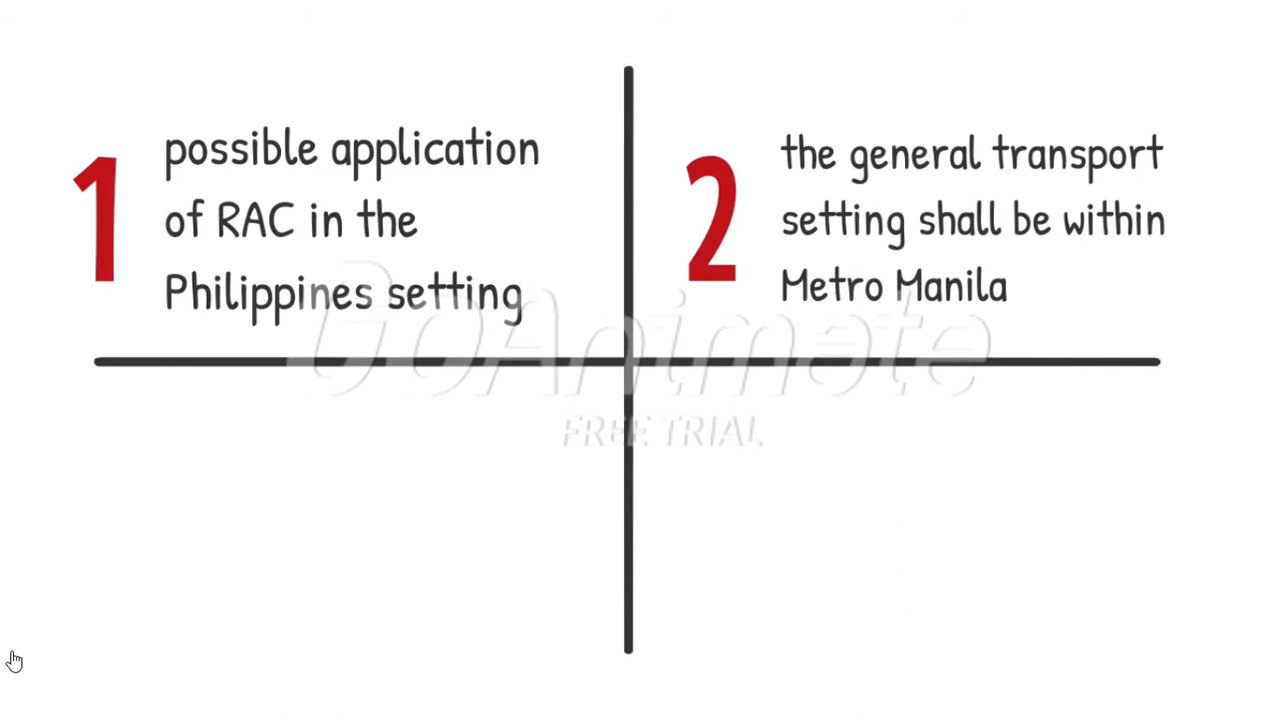 1
possible application
of RAC in the
Philippines setting
2
the general transport
setting shall be within
Metro Manila
GoAnimate
FREE TRIAL